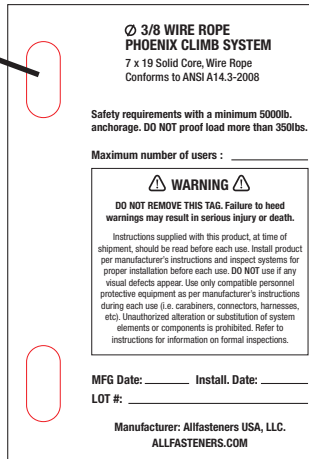 Ø 3/8 WIRE ROPE
PHOENIX CLIMB SYSTEM
7 x 19 Solid Core, Wire Rope
Conforms to ANSI A14.3-2008
Safety requirements with a minimum 5000lb.
anchorage. DO NOT proof load more than 350lbs.
Maximum number of users : ________
⚠ WARNING ⚠
DO NOT REMOVE THIS TAG. Failure to heed
warnings may result in serious injury or death.
Instructions supplied with this product, at time of
shipment, should be read before each use. Install product
per manufacturer's instructions and inspect systems for
proper installation before each use. DO NOT use if any
visual defects appear. Use only compatible personnel
protective equipment as per manufacturer's instructions
during each use (i.e. carabiners, connectors, harnesses,
etc). Unauthorized alteration or substitution of system
elements or components is prohibited. Refer to
instructions for information on formal inspections.
MFG Date: ______ Install. Date: ______
LOT #: ______
Manufacturer: Allfasteners USA, LLC.
ALLFASTENERS.COM